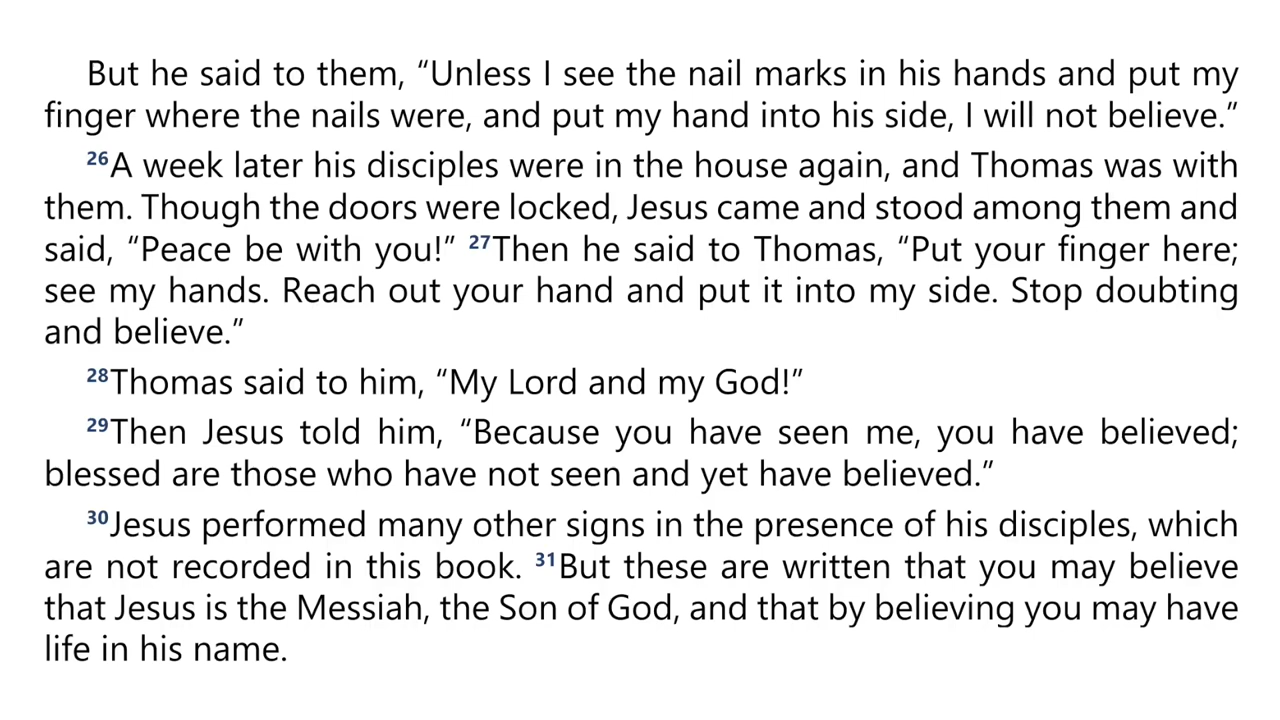 But he said to them, “Unless I see the nail marks in his hands and put my
finger where the nails were, and put my hand into his side, I will not believe.”
26A week later his disciples were in the house again, and Thomas was with
them. Though the doors were locked, Jesus came and stood among them and
said, “Peace be with you!” 27Then he said to Thomas, “Put your finger here;
see my hands. Reach out your hand and put it into my side. Stop doubting
and believe.”
28Thomas said to him, “My Lord and my God!”
29Then Jesus told him, “Because you have seen me, you have believed;
blessed are those who have not seen and yet have believed.”
30Jesus performed many other signs in the presence of his disciples, which
are not recorded in this book. 31But these are written that you may believe
that Jesus is the Messiah, the Son of God, and that by believing you may have
life in his name.